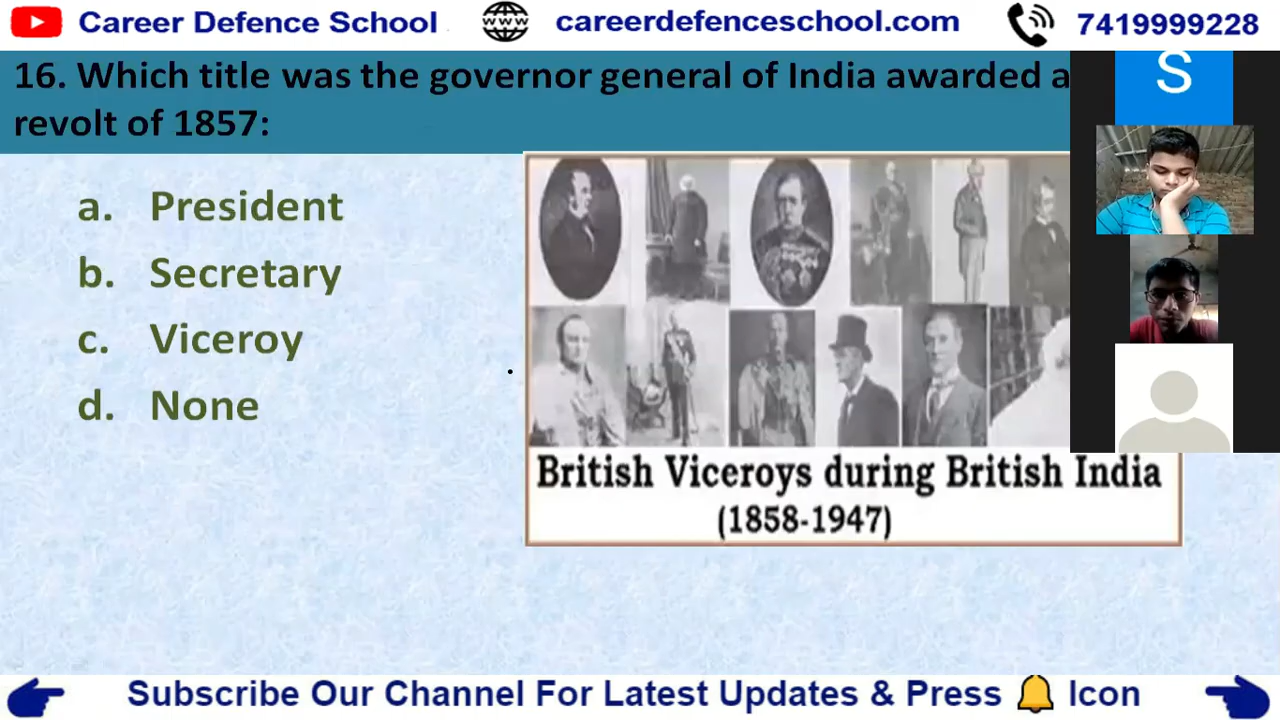 Career Defence School
WWW
careerdefenceschool.com
7419999228
16. Which title was the governor general of India awarded a
revolt of 1857:
S
a. President
b. Secretary
c. Viceroy
d. None
British Viceroys during British India
(1858-1947)
Subscribe Our Channel For Latest Updates & Press 🔔 Icon